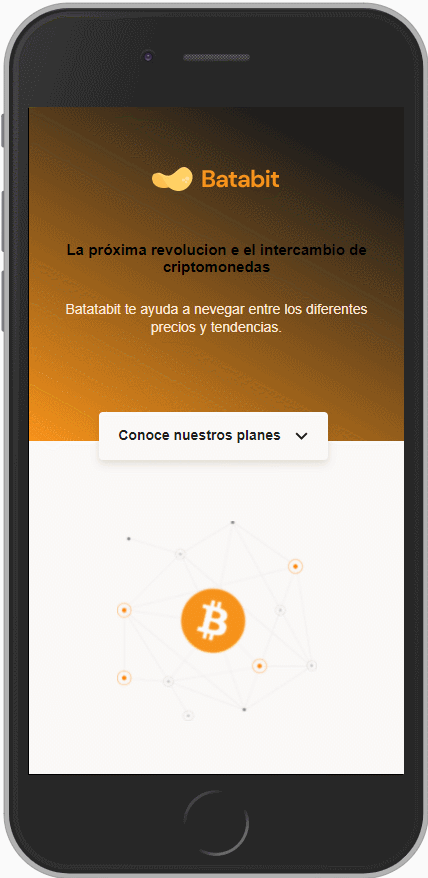 Batabit
La próxima revolucion e el intercambio de
criptomonedas
Batatabit te ayuda a nevegar entre los diferentes
precios y tendencias.
Conoce nuestros planes